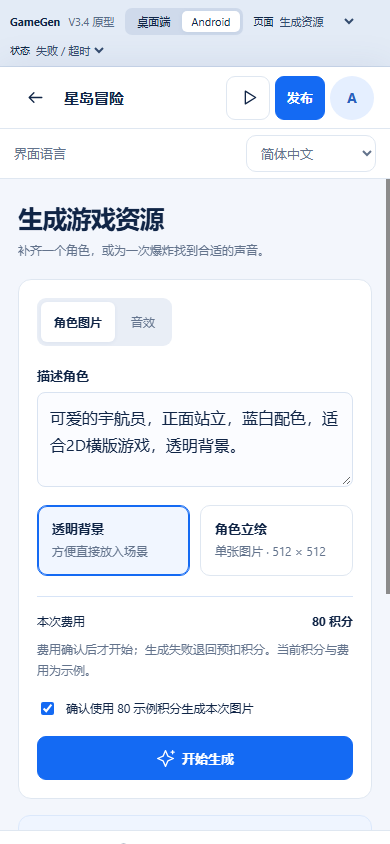 GameGen V3.4 原型 桌面端 Android 页面 生成资源
状态 失败 / 超时
星岛冒险 发布 A
界面语言 简体中文
生成游戏资源
补齐一个角色，或为一次爆炸找到合适的声音。
角色图片 音效
描述角色
可爱的宇航员，正面站立，蓝白配色，适
合2D横版游戏，透明背景。
透明背景 角色立绘
方便直接放入场景 单张图片 · 512 × 512
本次费用 80 积分
费用确认后才开始；生成失败退回预扣积分。当前积分与费
用为示例。
确认使用 80 示例积分生成本次图片
开始生成